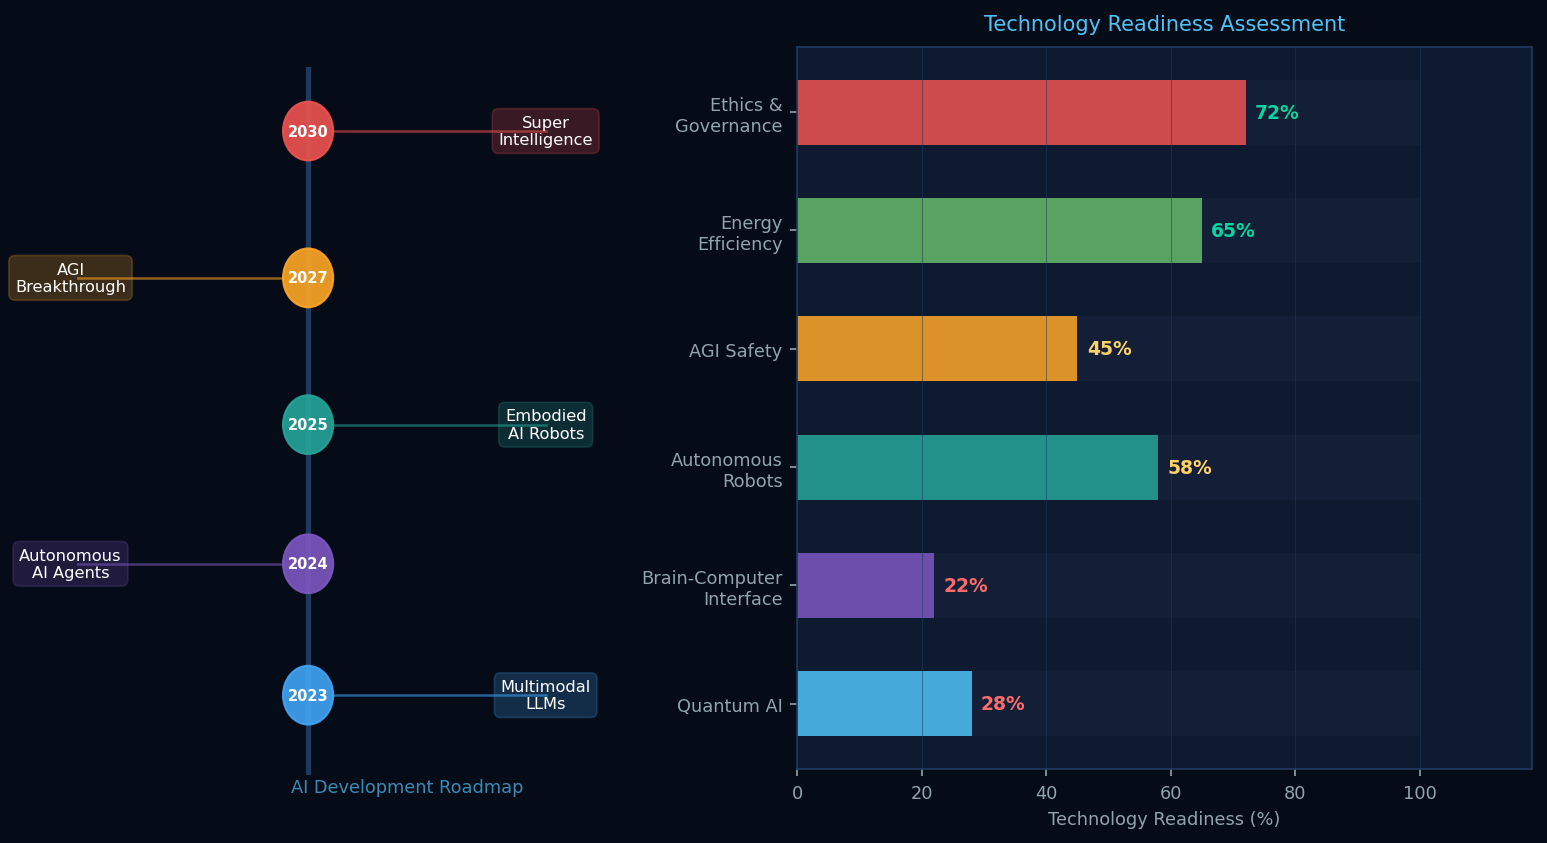 2030
Super
Intelligence
AGI
Breakthrough
2027
2025
Embodied
AI Robots
Autonomous
AI Agents
2024
2023
Multimodal
LLMs
AI Development Roadmap
Technology Readiness Assessment
Ethics &
Governance
72%
Energy
Efficiency
65%
AGI Safety
45%
Autonomous
Robots
58%
Brain-Computer
Interface
22%
Quantum AI
28%
0 20 40 60 80 100
Technology Readiness (%)